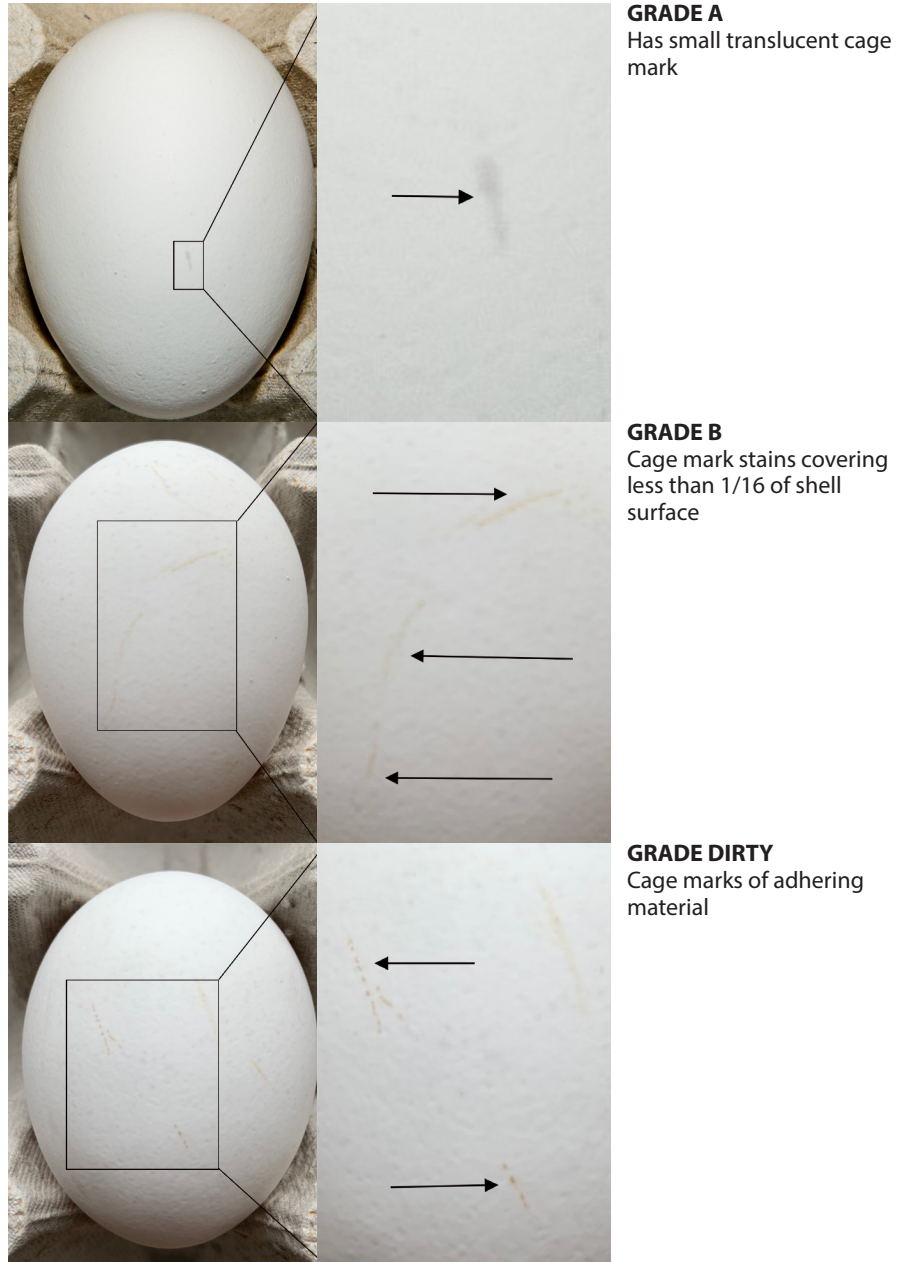 GRADE A
Has small translucent cage
mark
GRADE B
Cage mark stains covering
less than 1/16 of shell
surface
GRADE DIRTY
Cage marks of adhering
material